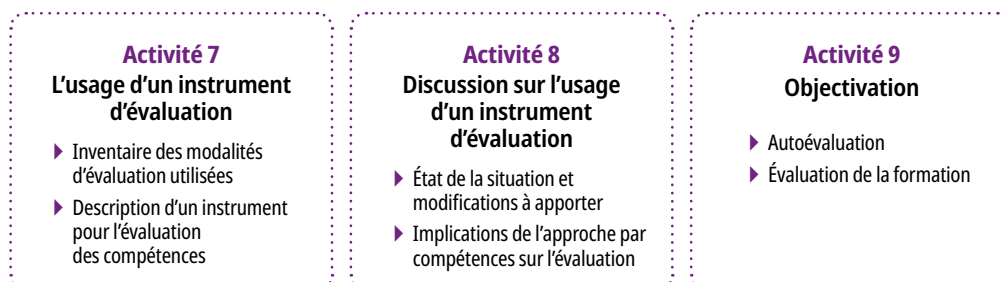 Activité 7
L'usage d'un instrument
d'évaluation
Inventaire des modalités
d'évaluation utilisées
Description d'un instrument
pour l'évaluation
des compétences
Activité 8
Discussion sur l'usage
d'un instrument
d'évaluation
État de la situation et
modifications à apporter
Implications de l'approche par
compétences sur l'évaluation
Activité 9
Objectivation
Autoévaluation
Évaluation de la formation